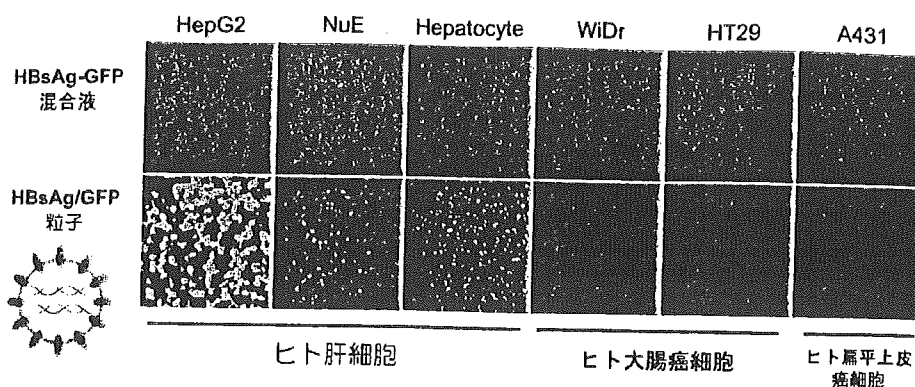 HepG2 NuE Hepatocyte WiDr HT29 A431
HBsAg-GFP
混合液
HBsAg/GFP
粒子
ヒト肝細胞 ヒト大腸癌細胞 ヒト扁平上皮
癌細胞